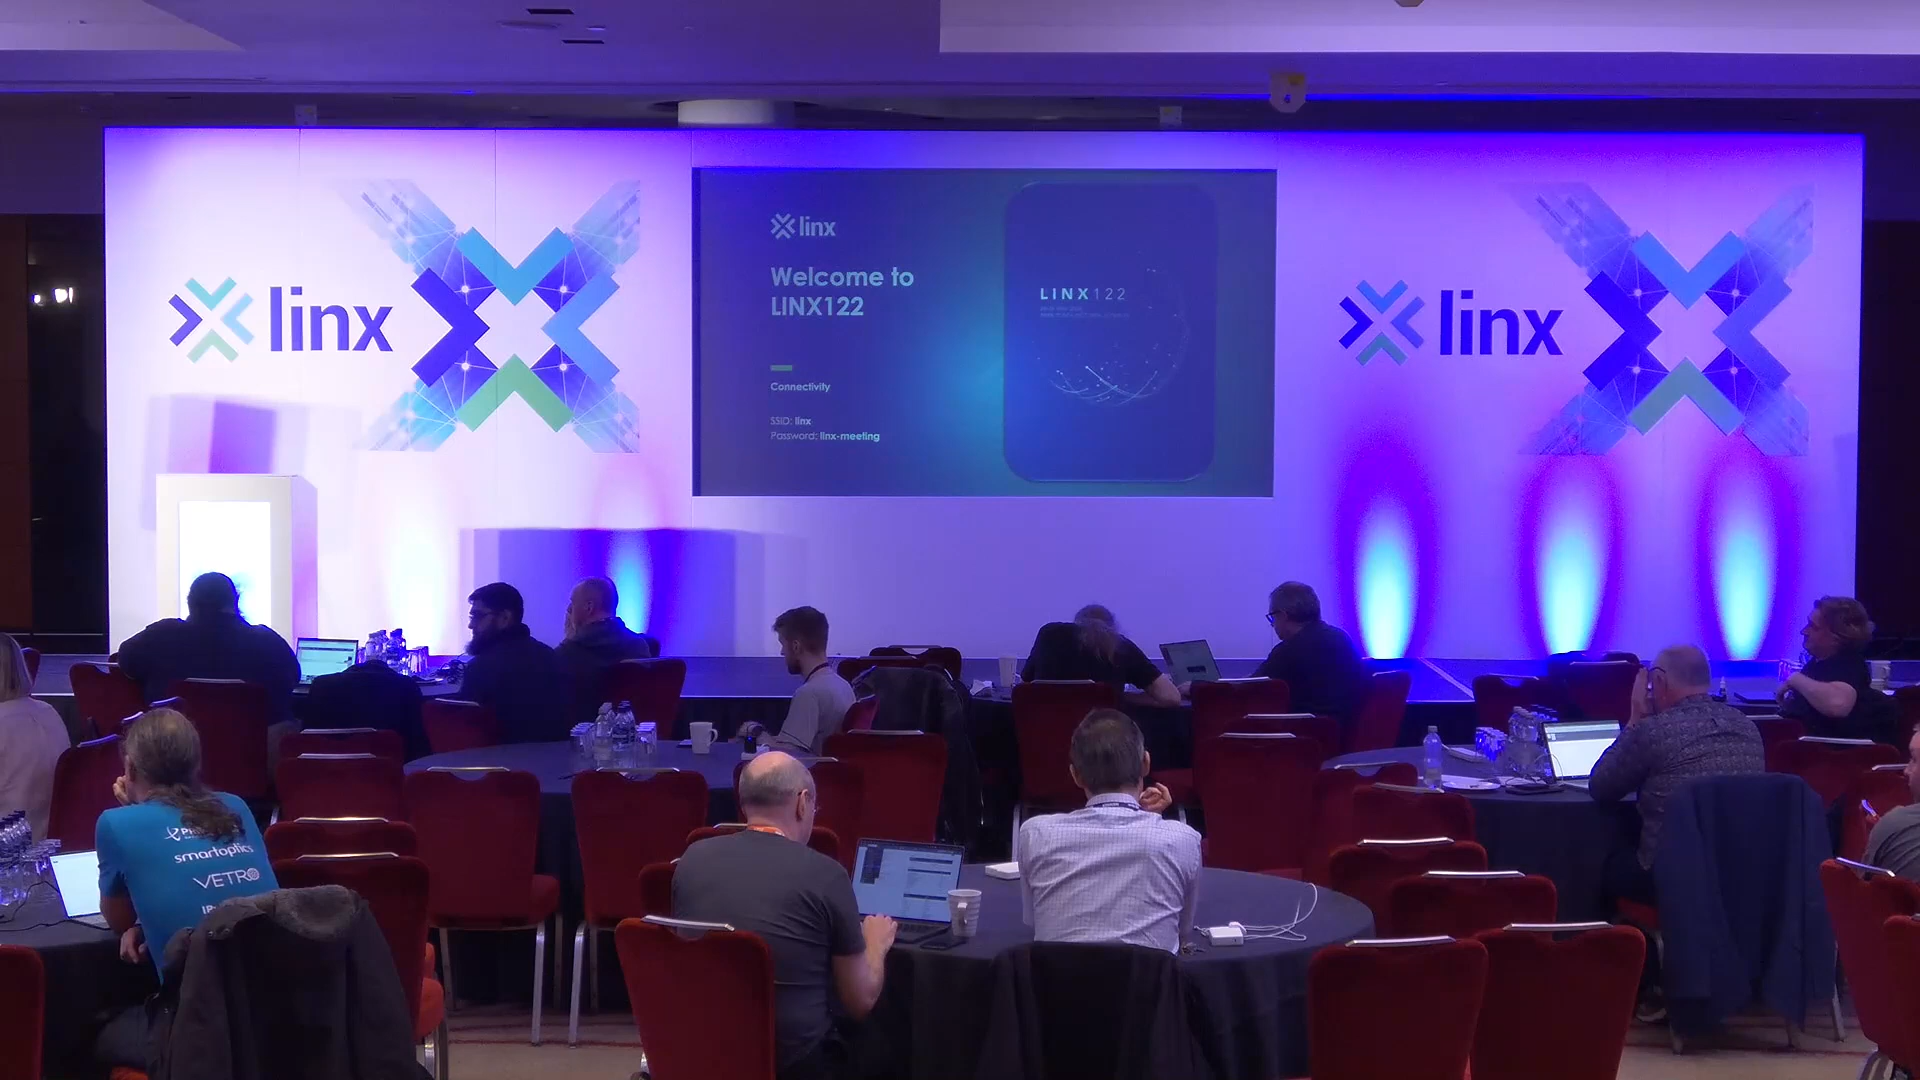 linx
linx
Welcome to
LINX122
Connectivity
SSID: linx
Password: linx-meeting
LINX122
linx
smartoptics
VETRO